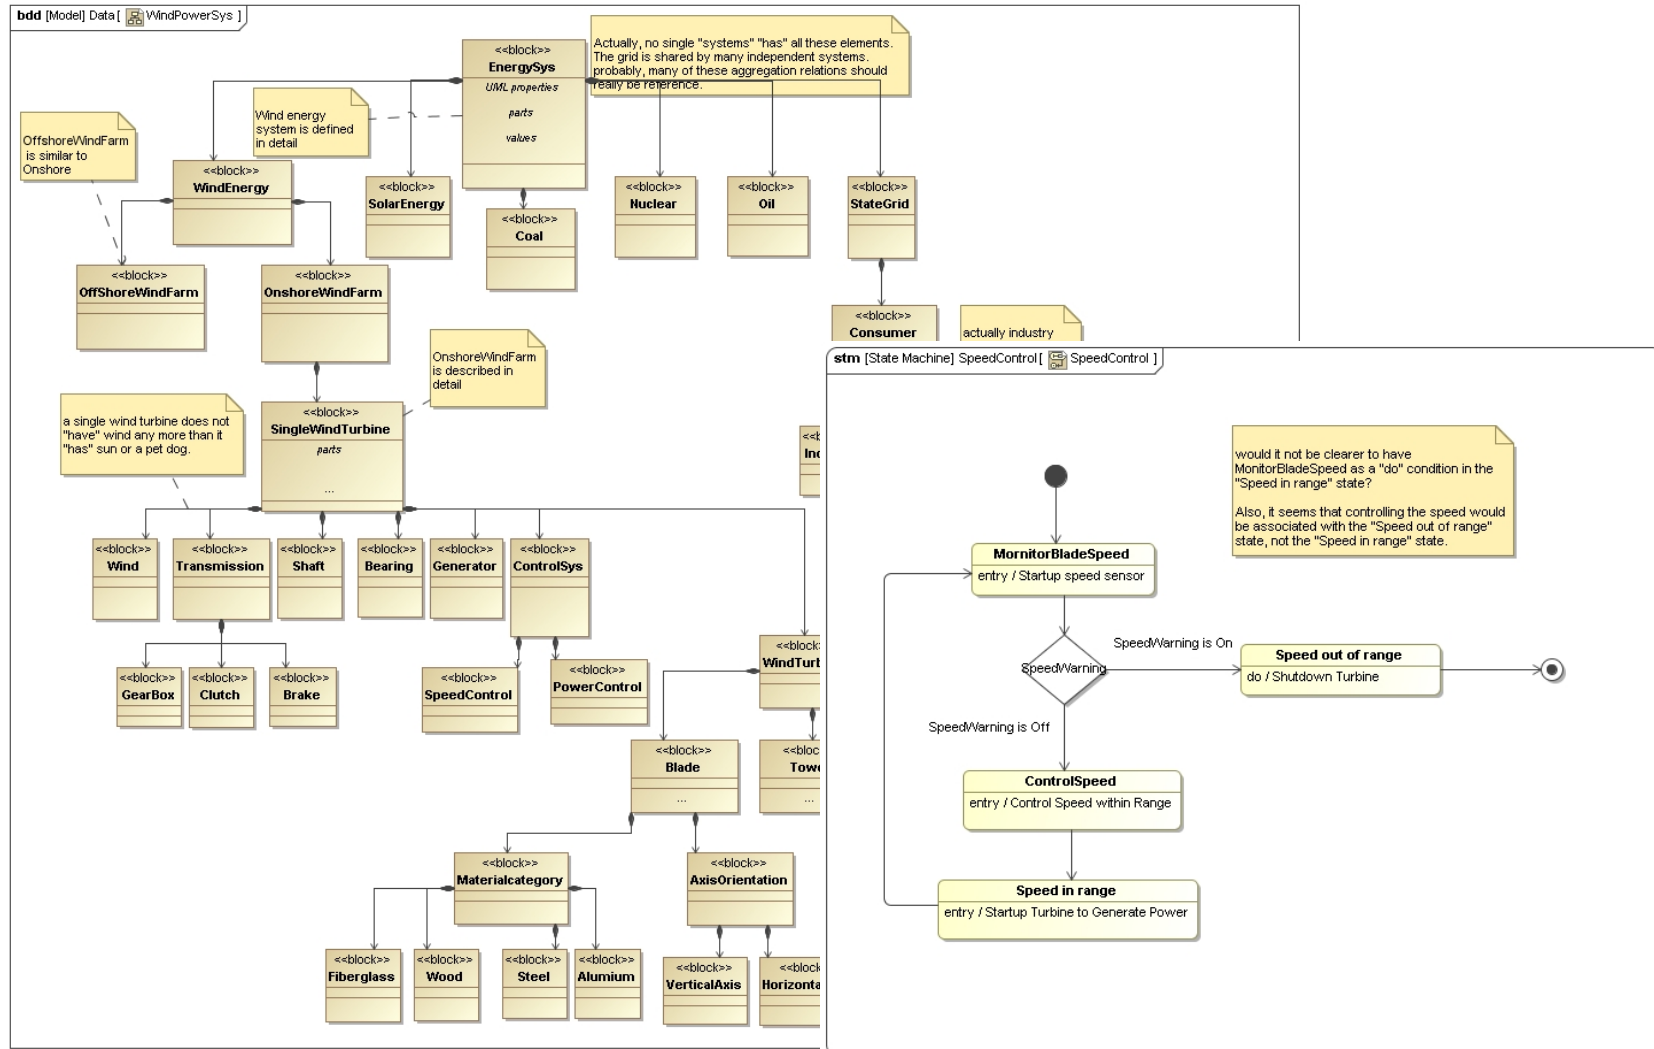 bdd [Model] Data [ WindPowerSys ]
<<block>>
EnergySys
UML properties
parts
values
Actually, no single "systems" "has" all these elements.
The grid is shared by many independent systems.
probably, many of these aggregation relations should
really be reference.
Wind energy
system is defined
in detail
OffshoreWindFarm
is similar to
Onshore
<<block>>
WindEnergy
<<block>>
SolarEnergy
<<block>>
Coal
<<block>>
Nuclear
<<block>>
Oil
<<block>>
StateGrid
<<block>>
OffShoreWindFarm
<<block>>
OnshoreWindFarm
<<block>>
Consumer
actually industry
OnshoreWindFarm
is described in
detail
a single wind turbine does not
"have" wind any more than it
"has" sun or a pet dog.
<<block>>
SingleWindTurbine
parts
...
<<block>>
Wind
<<block>>
Transmission
<<block>>
Shaft
<<block>>
Bearing
<<block>>
Generator
<<block>>
ControlSys
<<block>>
GearBox
<<block>>
Clutch
<<block>>
Brake
<<block>>
SpeedControl
<<block>>
PowerControl
<<block>>
WindTurb
<<block>>
Blade
...
<<bloc
Towe
...
<<block>>
Materialcategory
<<block>>
AxisOrientation
<<block>>
Fiberglass
<<block>>
Wood
<<block>>
Steel
<<block>>
Alumium
<<block>>
VerticalAxis
<<block
Horizonta
stm [State Machine] SpeedControl [ SpeedControl ]
would it not be clearer to have
MonitorBladeSpeed as a "do" condition in the
"Speed in range" state?
Also, it seems that controlling the speed would
be associated with the "Speed out of range"
state, not the "Speed in range" state.
MornitorBladeSpeed
entry / Startup speed sensor
SpeedWarning
SpeedWarning is On
Speed out of range
do / Shutdown Turbine
SpeedWarning is Off
ControlSpeed
entry / Control Speed within Range
Speed in range
entry / Startup Turbine to Generate Power